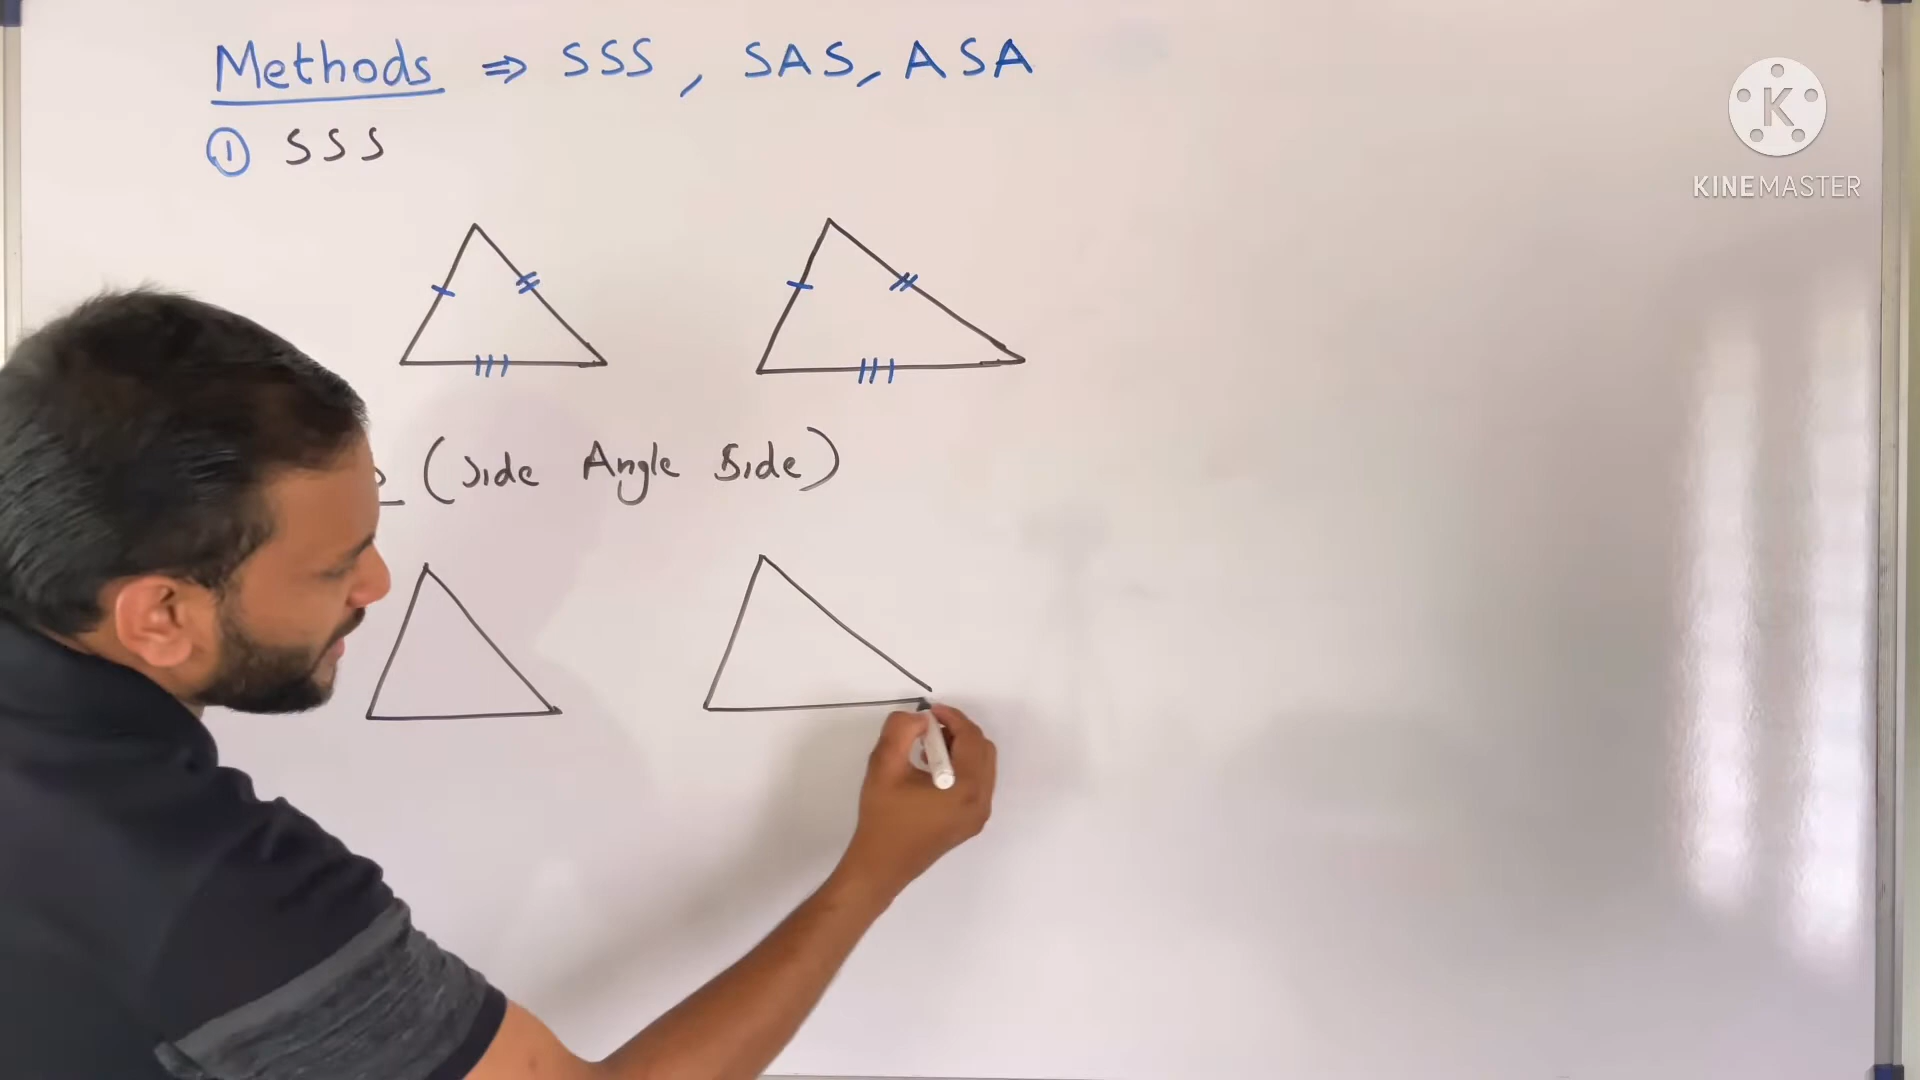 Methods ⇒ SSS, SAS, ASA
① SSS
(Side Angle Side)
K
KINEMASTER